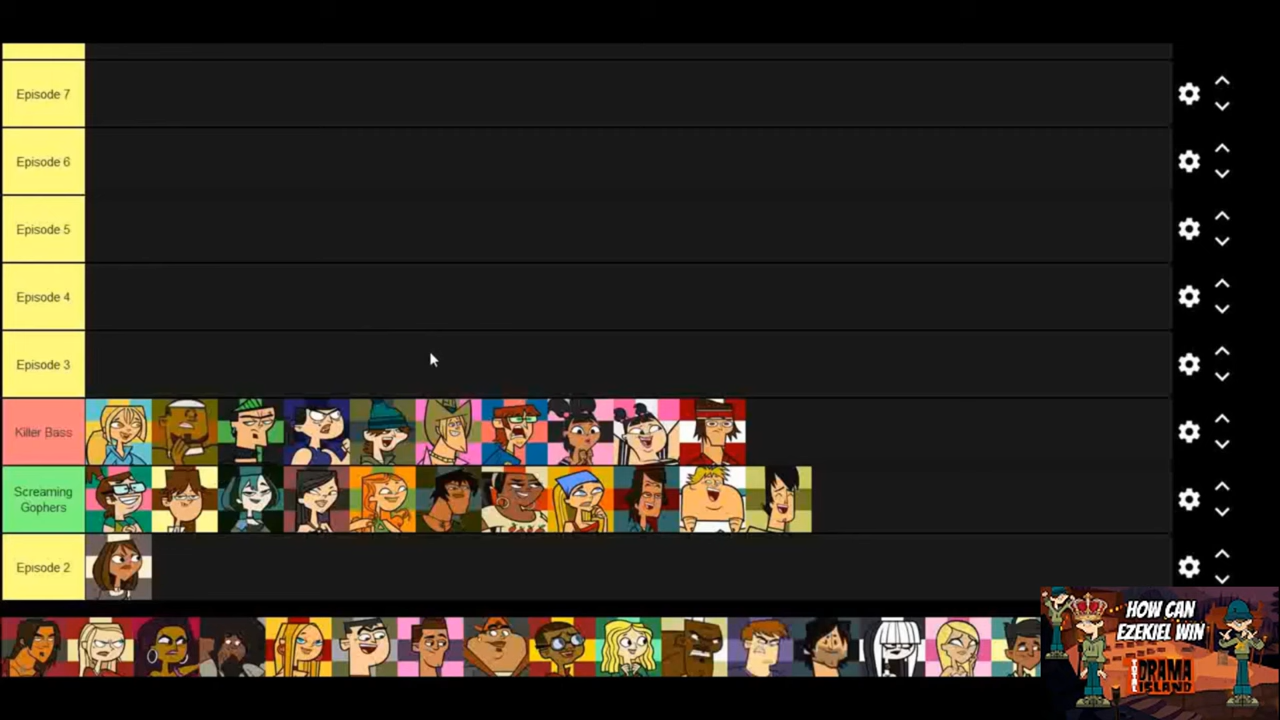 Episode 7
Episode 6
Episode 5
Episode 4
Episode 3
Killer Bass
Screaming
Gophers
Episode 2
HOW CAN
EZEKIEL WIN
TOTAL
DRAMA
ISLAND